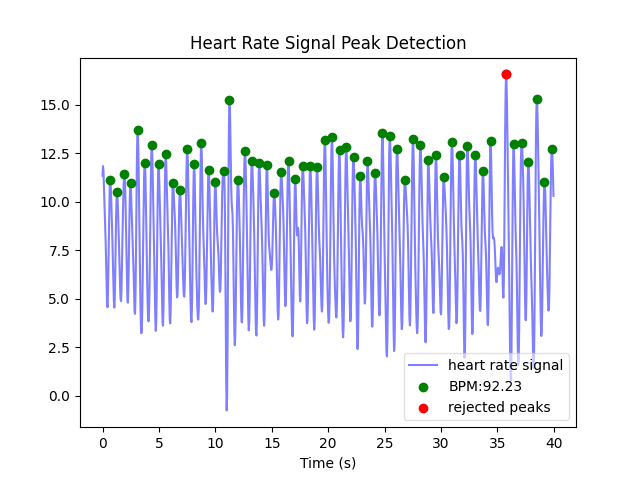 Heart Rate Signal Peak Detection
15.0
12.5
10.0
7.5
5.0
2.5
0.0
heart rate signal
BPM:92.23
rejected peaks
0 5 10 15 20 25 30 35 40
Time (s)